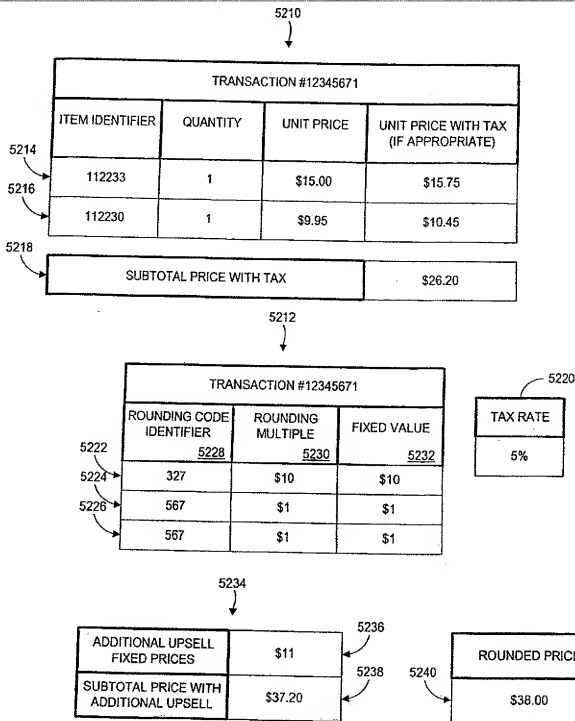 5210
TRANSACTION #12345671
ITEM IDENTIFIER QUANTITY UNIT PRICE UNIT PRICE WITH TAX
(IF APPROPRIATE)
5214
112233 1 $15.00 $15.75
5216
112230 1 $9.95 $10.45
5218
SUBTOTAL PRICE WITH TAX $26.20
5212
TRANSACTION #12345671
5220
TAX RATE
5%
ROUNDING CODE
IDENTIFIER
5228
ROUNDING
MULTIPLE
5230
FIXED VALUE
5232
5222
327 $10 $10
5224
567 $1 $1
5226
567 $1 $1
5234
ADDITIONAL UPSELL
FIXED PRICES
$11
5236
SUBTOTAL PRICE WITH
ADDITIONAL UPSELL
$37.20
5238
5240
ROUNDED PRIC
$38.00